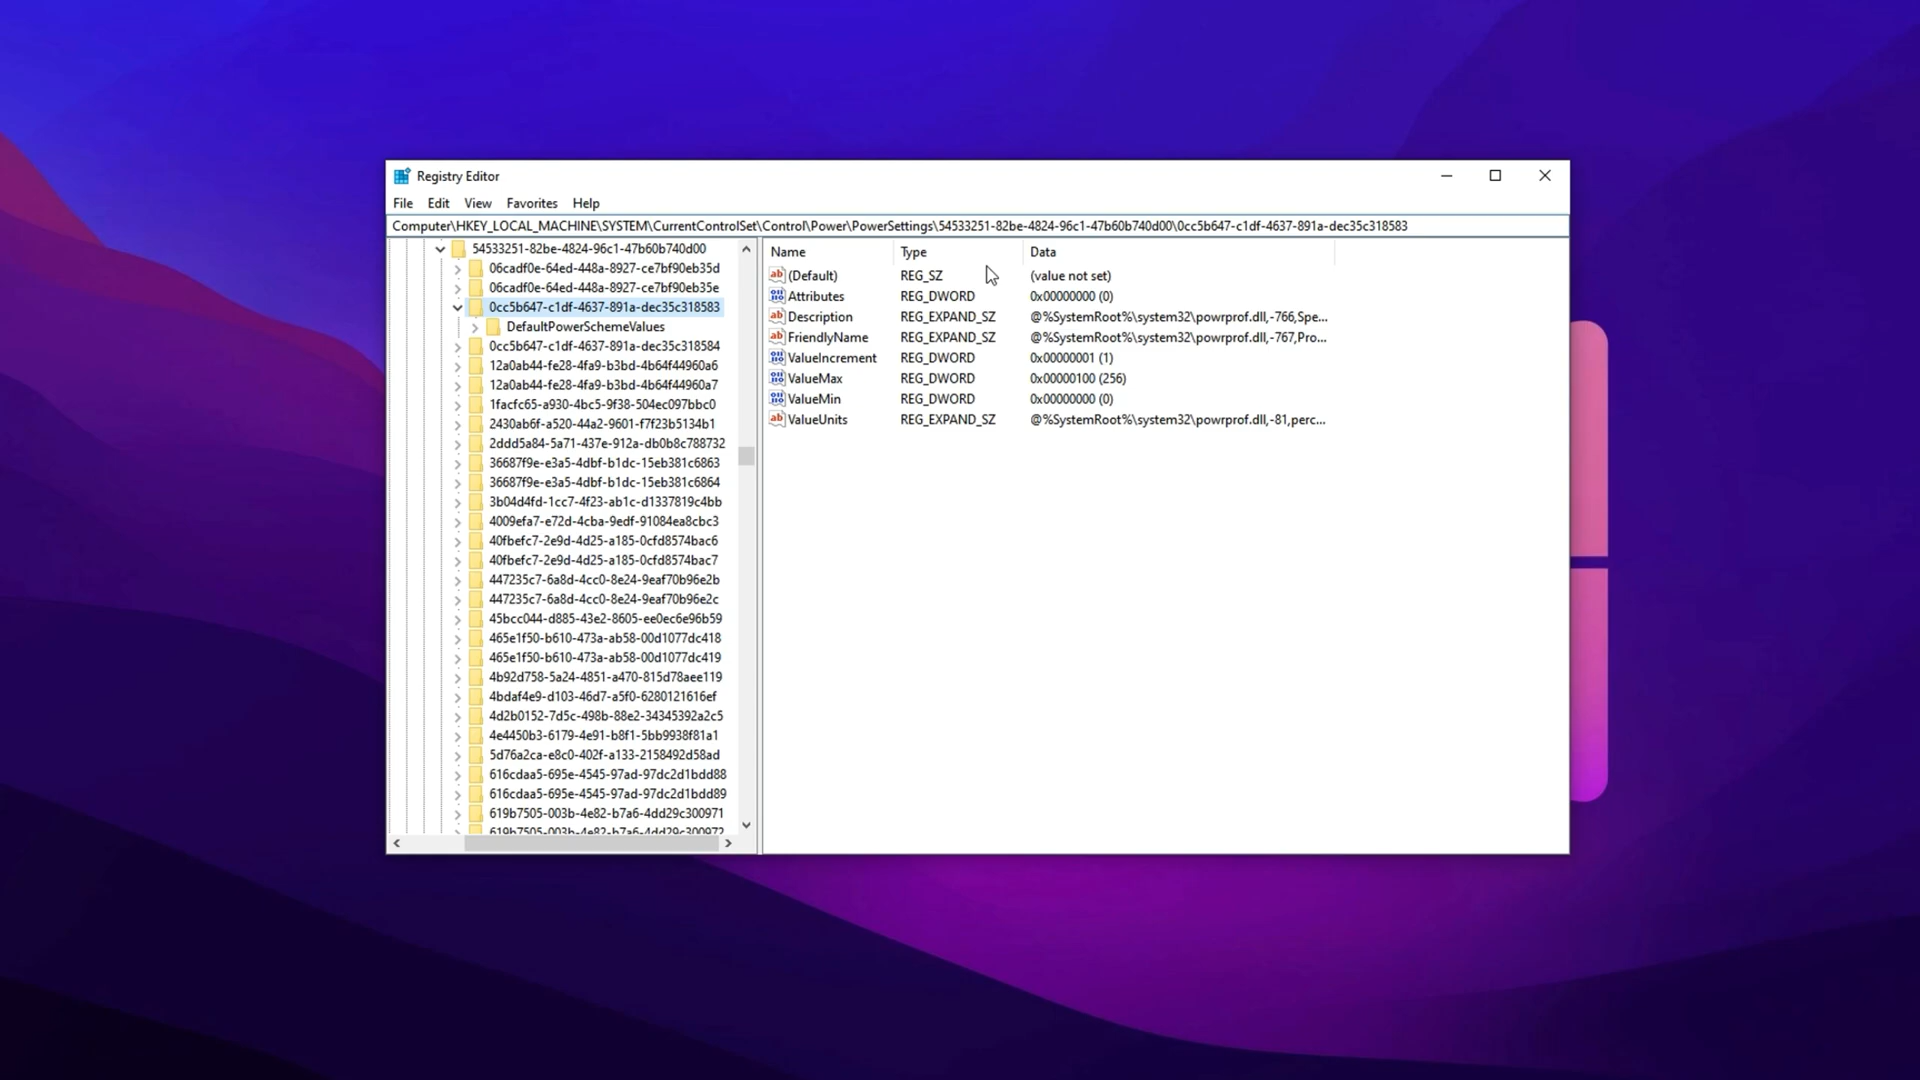 Registry Editor
File Edit View Favorites Help
Computer\HKEY_LOCAL_MACHINE\SYSTEM\CurrentControlSet\Control\Power\PowerSettings\54533251-82be-4824-96c1-47b60b740d00\0cc5b647-c1df-4637-891a-dec35c318583
54533251-82be-4824-96c1-47b60b740d00
06cadf0e-64ed-448a-8927-ce7bf90eb35d
06cadf0e-64ed-448a-8927-ce7bf90eb35e
0cc5b647-c1df-4637-891a-dec35c318583
DefaultPowerSchemeValues
0cc5b647-c1df-4637-891a-dec35c318584
12a0ab44-fe28-4fa9-b3bd-4b64f44960a6
12a0ab44-fe28-4fa9-b3bd-4b64f44960a7
1facfc65-a930-4bc5-9f38-504ec097bbc0
2430ab6f-a520-44a2-9601-f7f23b5134b1
2ddd5a84-5a71-437e-912a-db0b8c788732
36687f9e-e3a5-4dbf-b1dc-15eb381c6863
36687f9e-e3a5-4dbf-b1dc-15eb381c6864
3b04d4fd-1cc7-4f23-ab1c-d1337819c4bb
4009efa7-e72d-4cba-9edf-91084ea8cbc3
40fbefc7-2e9d-4d25-a185-0cfd8574bac6
40fbefc7-2e9d-4d25-a185-0cfd8574bac7
447235c7-6a8d-4cc0-8e24-9eaf70b96e2b
447235c7-6a8d-4cc0-8e24-9eaf70b96e2c
45bcc044-d885-43e2-8605-ee0ec6e96b59
465e1f50-b610-473a-ab58-00d1077dc418
465e1f50-b610-473a-ab58-00d1077dc419
4b92d758-5a24-4851-a470-815d78aee119
4bdaf4e9-d103-46d7-a5f0-6280121616ef
4d2b0152-7d5c-498b-88e2-34345392a2c5
4e4450b3-6179-4e91-b8f1-5bb9938f81a1
5d76a2ca-e8c0-402f-a133-2158492d58ad
616cdaa5-695e-4545-97ad-97dc2d1bdd88
616cdaa5-695e-4545-97ad-97dc2d1bdd89
619b7505-003b-4e82-b7a6-4dd29c300971
619b7505-003b-4e82-b7a6-4dd29c300972
Name Type Data
(Default) REG_SZ (value not set)
Attributes REG_DWORD 0x00000000 (0)
Description REG_EXPAND_SZ @%SystemRoot%\system32\powrprof.dll,-766,Spe...
FriendlyName REG_EXPAND_SZ @%SystemRoot%\system32\powrprof.dll,-767,Pro...
ValueIncrement REG_DWORD 0x00000001 (1)
ValueMax REG_DWORD 0x00000100 (256)
ValueMin REG_DWORD 0x00000000 (0)
ValueUnits REG_EXPAND_SZ @%SystemRoot%\system32\powrprof.dll,-81,perc...